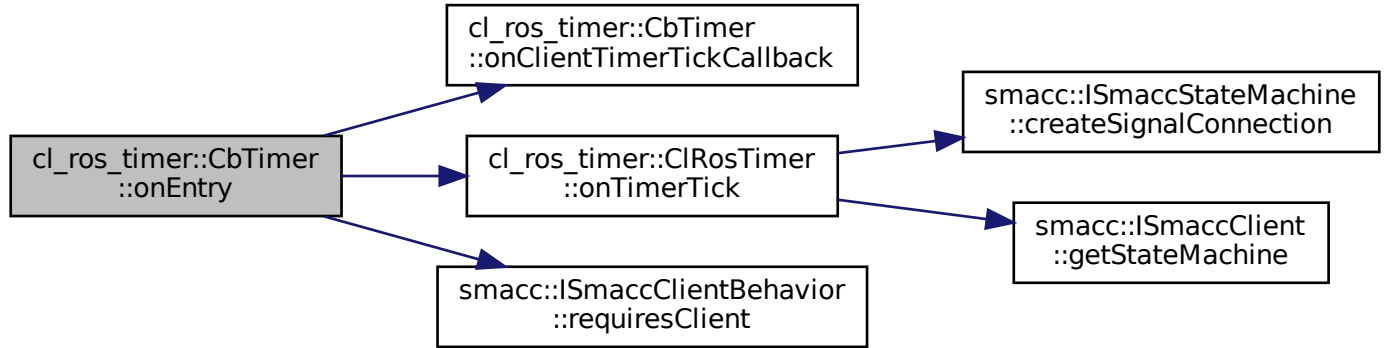 cl_ros_timer::CbTimer
::onEntry
cl_ros_timer::CbTimer
::onClientTimerTickCallback
cl_ros_timer::ClRosTimer
::onTimerTick
smacc::ISmaccClientBehavior
::requiresClient
smacc::ISmaccStateMachine
::createSignalConnection
smacc::ISmaccClient
::getStateMachine